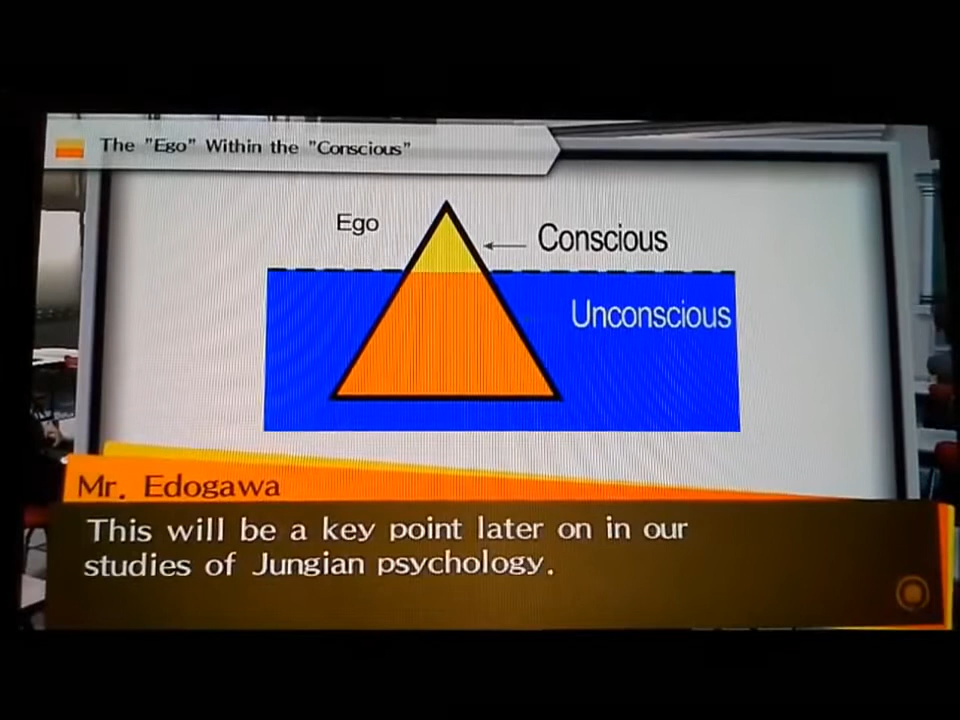 The "Ego" Within the "Conscious"
Ego
Conscious
Unconscious
Mr. Edogawa
This will be a key point later on in our
studies of Jungian psychology.